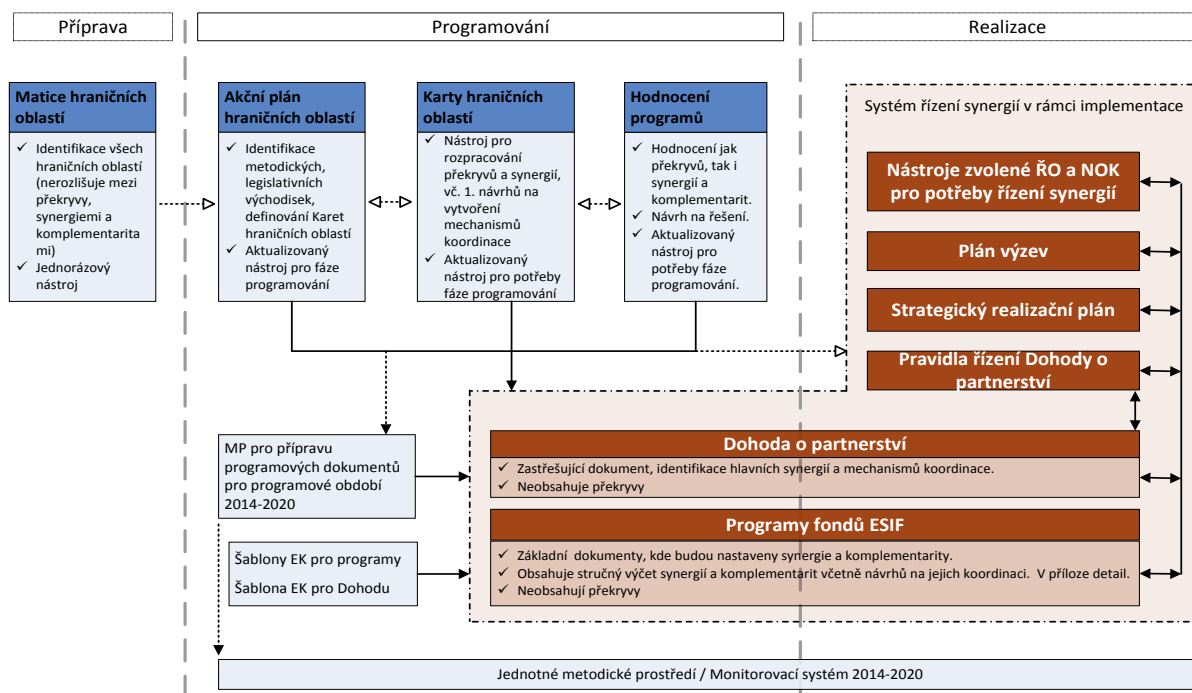 Příprava
Programování
Realizace
Matice hraničních
oblastí
✓ Identifikace všech
hraničních oblastí
(nerozlišuje mezi
překryvy,
synergiemi a
komplementarita
mi)
✓ Jednorázový
nástroj
Akční plán
hraničních oblastí
✓ Identifikace
metodických,
legislativních
východisek,
definování Karet
hraničních oblastí
✓ Aktualizovaný
nástroj pro fáze
programování
Karty hraničních
oblastí
✓ Nástroj pro
rozpracování
překryvů a synergií,
vč. 1. návrhů na
vytvoření
mechanismů
koordinace
✓ Aktualizovaný
nástroj pro potřeby
fáze programování
Hodnocení
programů
✓ Hodnocení jak
překryvů, tak i
synergií a
komplementarit.
✓ Návrh na řešení.
✓ Aktualizovaný
nástroj pro
potřeby fáze
programování.
Systém řízení synergií v rámci implementace
Nástroje zvolené ŘO a NOK
pro potřeby řízení synergií
Plán výzev
Strategický realizační plán
Pravidla řízení Dohody o
partnerství
MP pro přípravu
programových dokumentů
pro programové období
2014-2020
Dohoda o partnerství
✓ Zastřešující dokument, identifikace hlavních synergií a mechanismů koordinace.
✓ Neobsahuje překryvy
Šablony EK pro programy
Šablona EK pro Dohodu
Programy fondů ESIF
✓ Základní dokumenty, kde budou nastaveny synergie a komplementarity.
✓ Obsahuje stručný výčet synergií a komplementarit včetně návrhů na jejich koordinaci. V příloze detail.
✓ Neobsahují překryvy
Jednotné metodické prostředí / Monitorovací systém 2014-2020